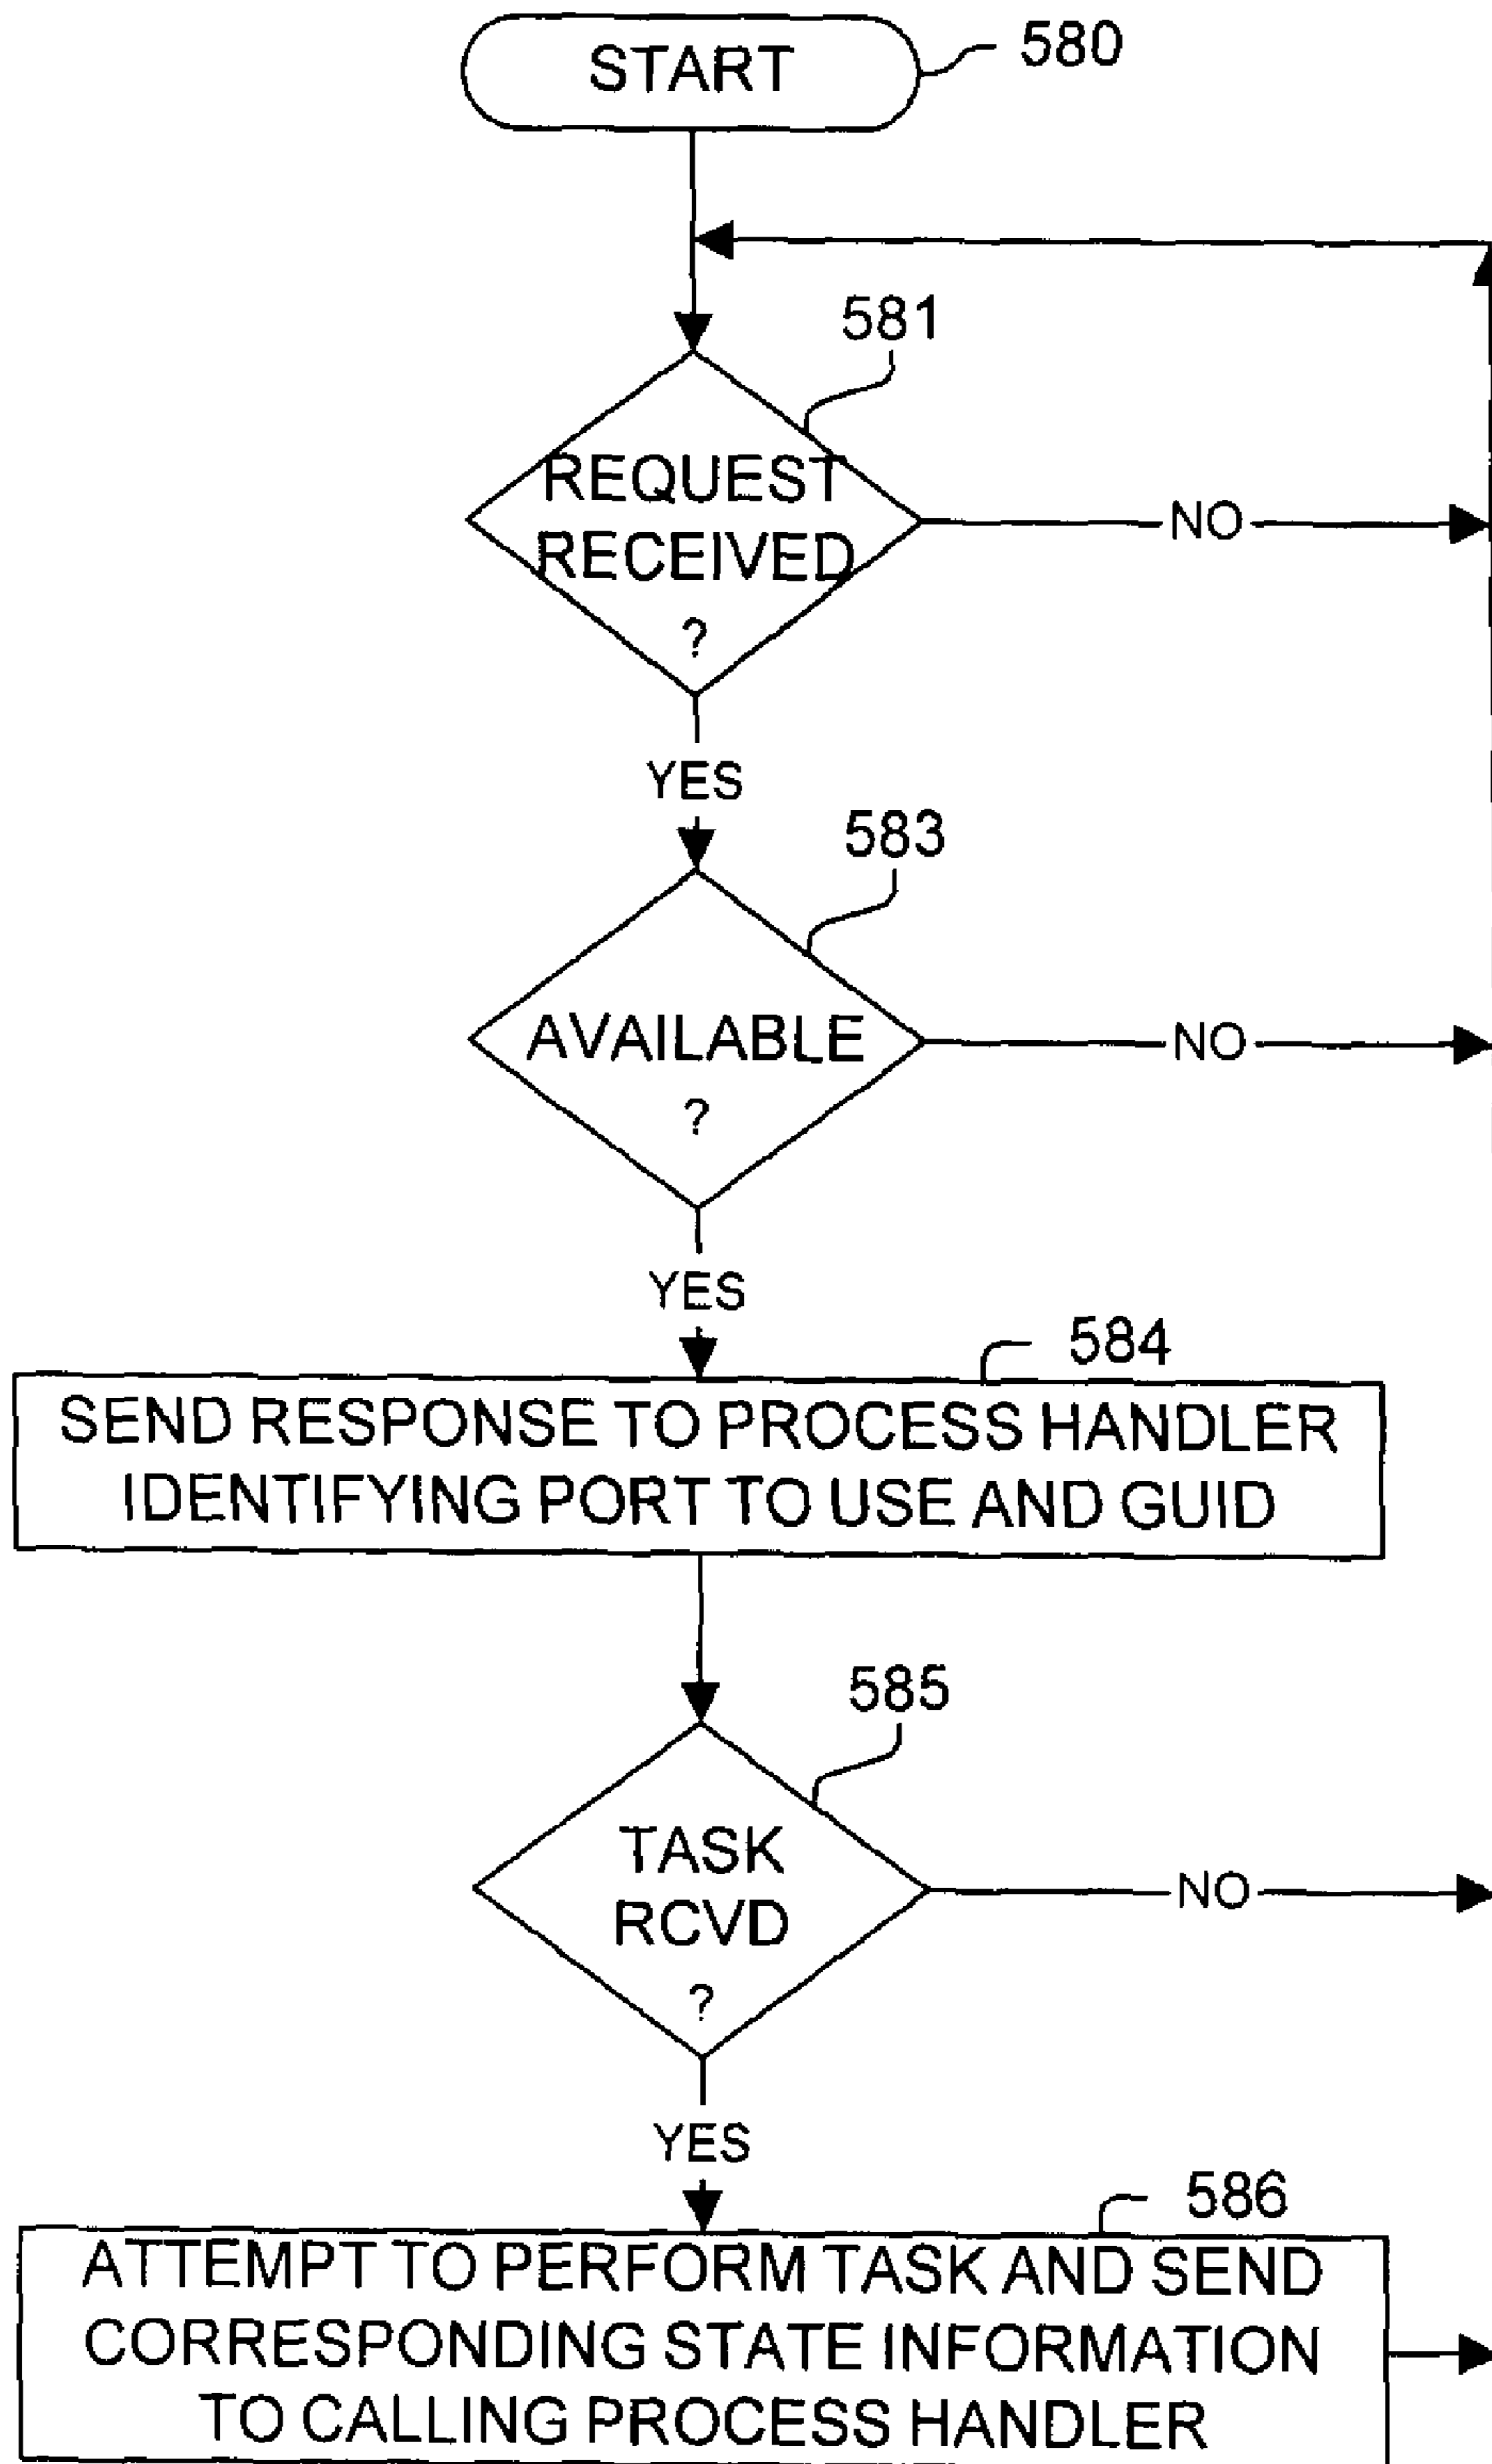 START
580
581
REQUEST
RECEIVED
?
NO
YES
583
AVAILABLE
?
NO
YES
584
SEND RESPONSE TO PROCESS HANDLER
IDENTIFYING PORT TO USE AND GUID
585
TASK
RCVD
?
NO
YES
586
ATTEMPT TO PERFORM TASK AND SEND
CORRESPONDING STATE INFORMATION
TO CALLING PROCESS HANDLER